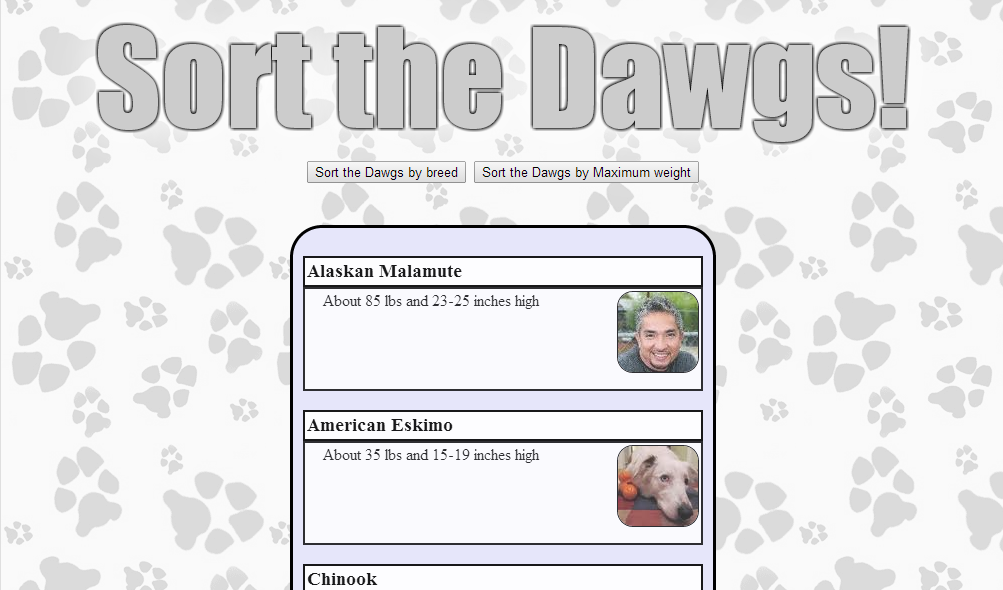 Sort the Dawgs!
Sort the Dawgs by breed Sort the Dawgs by Maximum weight
Alaskan Malamute
About 85 lbs and 23-25 inches high
American Eskimo
About 35 lbs and 15-19 inches high
Chinook